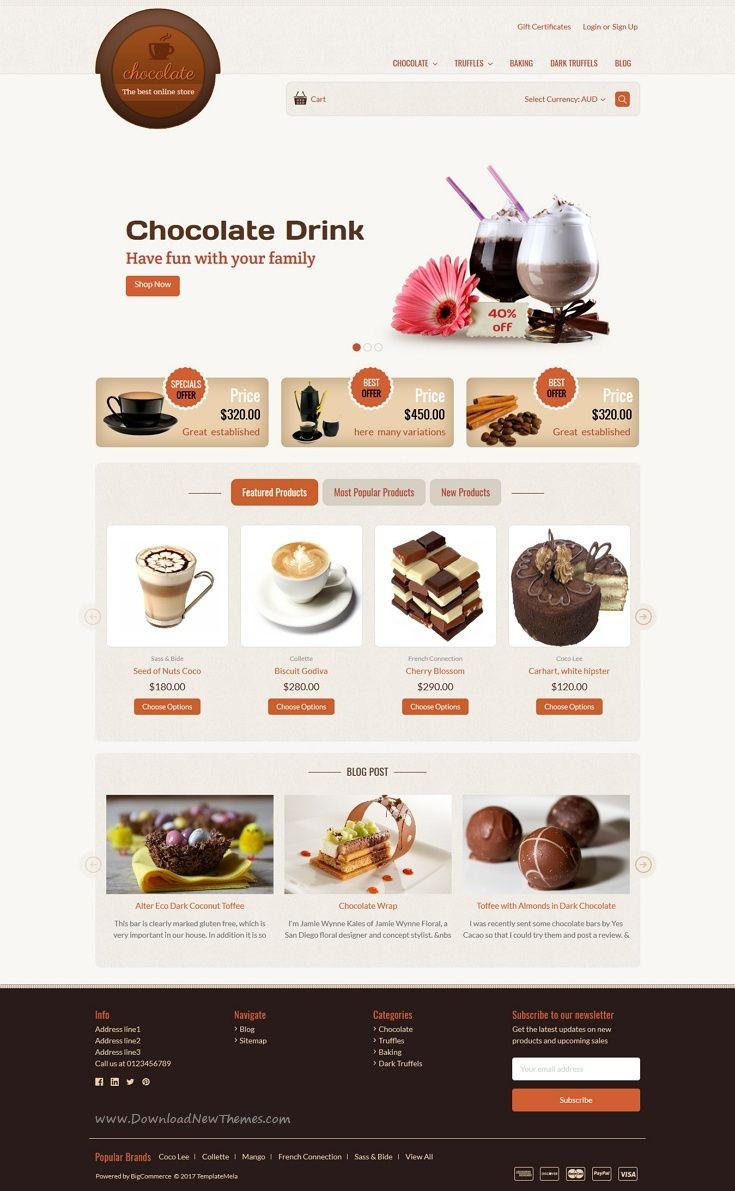 chocolate
The best online store
Gift Certificates Login or Sign Up
CHOCOLATE TRUFFLES BAKING DARK TRUFFELS BLOG
Cart Select Currency: AUD
Chocolate Drink
Have fun with your family
Shop Now
40%
off
SPECIALS
OFFER
Price
$320.00
Great established
BEST
OFFER
Price
$450.00
here many variations
BEST
OFFER
Price
$320.00
Great established
Featured Products Most Popular Products New Products
Sass & Bide
Seed of Nuts Coco
$180.00
Choose Options
Collette
Biscuit Godiva
$280.00
Choose Options
French Connection
Cherry Blossom
$290.00
Choose Options
Coco Lee
Carhart, white hipster
$120.00
Choose Options
BLOG POST
Alter Eco Dark Coconut Toffee
This bar is clearly marked gluten free, which is
very important in our house. In addition it is so
Chocolate Wrap
I'm Jamie Wynne Kales of Jamie Wynne Floral, a
San Diego floral designer and concept stylist. &nbs
Toffee with Almonds in Dark Chocolate
I was recently sent some chocolate bars by Yes
Cacao so that I could try them and post a review. &
Info
Address line1
Address line2
Address line3
Call us at 0123456789
Navigate
Blog
Sitemap
Categories
Chocolate
Truffles
Baking
Dark Truffels
Subscribe to our newsletter
Get the latest updates on new
products and upcoming sales
Your email address
Subscribe
www.DownloadNewThemes.com
Popular Brands Coco Lee | Collette | Mango | French Connection | Sass & Bide | View All
Powered by BigCommerce © 2017 TemplateMela
PayPal
VISA